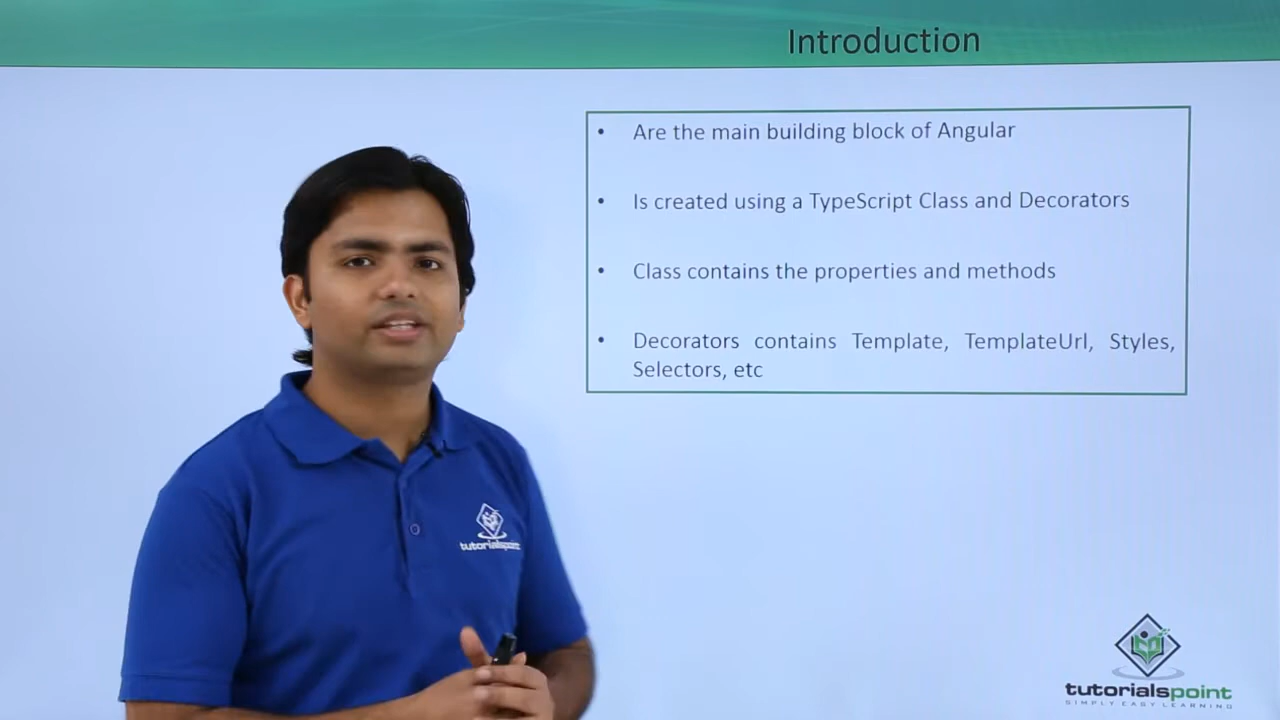 Introduction
• Are the main building block of Angular
• Is created using a TypeScript Class and Decorators
• Class contains the properties and methods
• Decorators contains Template, TemplateUrl, Styles,
Selectors, etc
tutorialspoint
tutorialspoint
SIMPLY EASY LEARNING